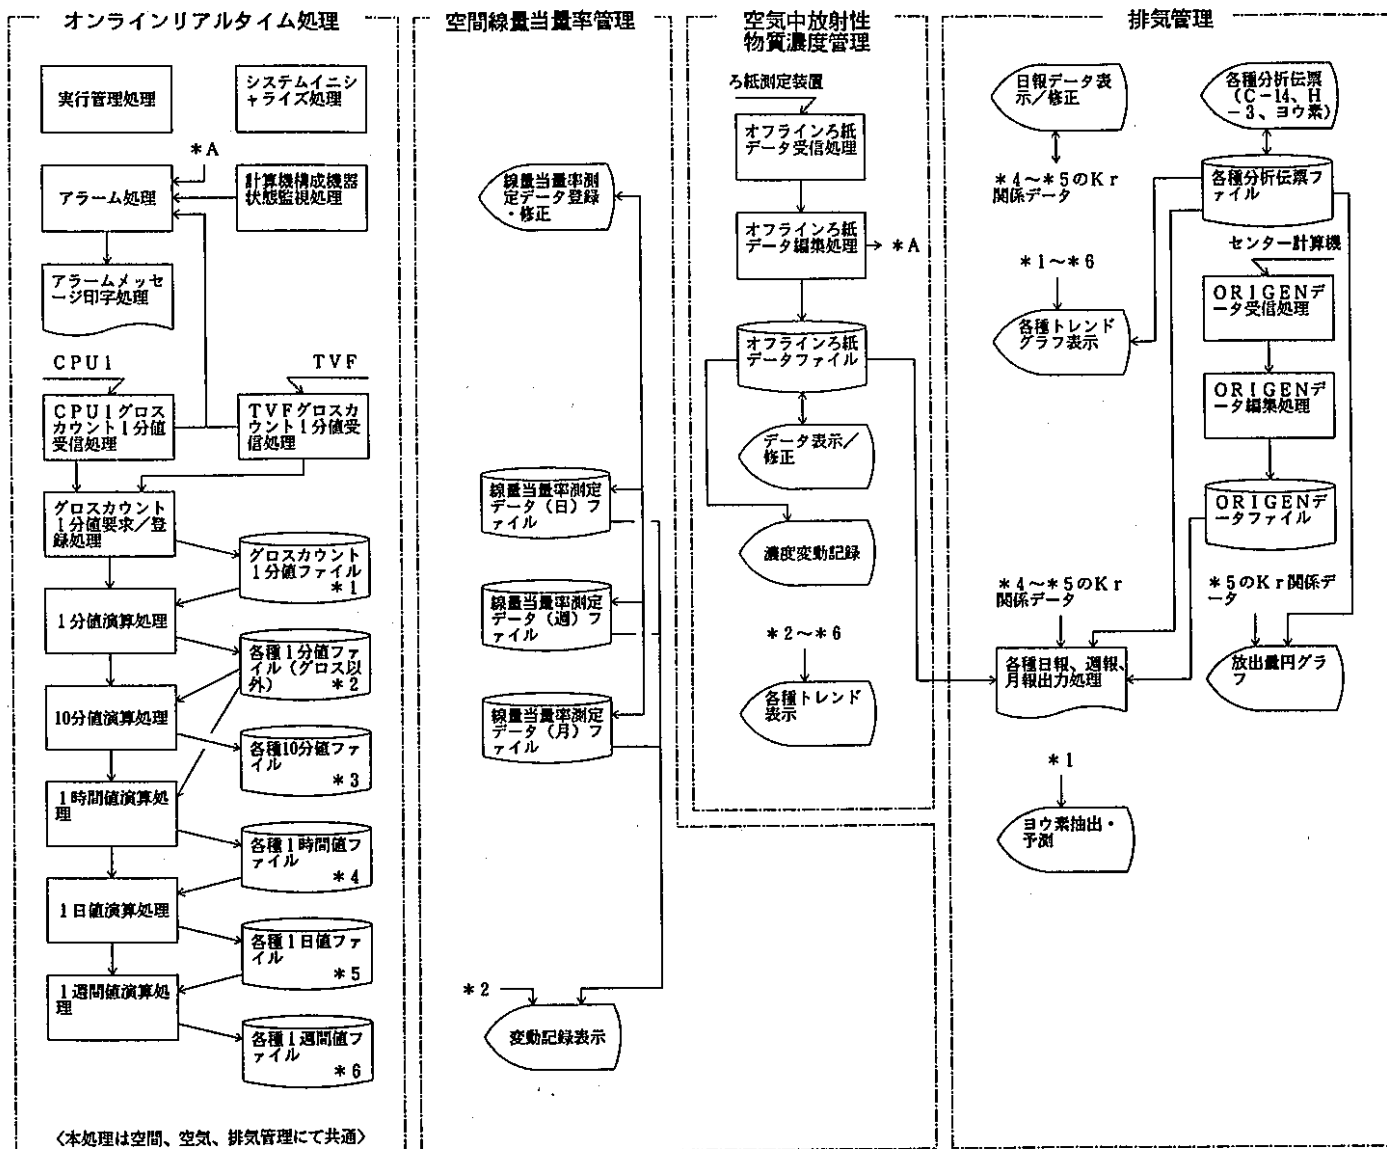 オンラインリアルタイム処理
実行管理処理
システムイニシ
ャライズ処理
＊A
アラーム処理
計算機構成機器
状態監視処理
アラームメッセ
ージ印字処理
CPU1
TVF
CPU1グロス
カウント1分値
受信処理
TVFグロスカ
ウント1分値受
信処理
グロスカウント
1分値要求／登
録処理
グロスカウント
1分値ファイル
＊1
1分値演算処理
各種1分値ファ
イル（グロス以
外）
＊2
10分値演算処理
各種10分値ファ
イル
＊3
1時間値演算処
理
各種1時間値フ
ァイル
＊4
1日値演算処理
各種1日値ファ
イル
＊5
1週間値演算処
理
各種1週間値フ
ァイル
＊6
〈本処理は空間、空気、排気管理にて共通〉
空間線量当量率管理
線量当量率測
定データ登録
・修正
線量当量率測定
データ（日）フ
ァイル
線量当量率測定
データ（週）フ
ァイル
線量当量率測定
データ（月）フ
ァイル
＊2
変動記録表示
空気中放射性
物質濃度管理
ろ紙測定装置
オフラインろ紙
データ受信処理
オフラインろ紙
データ編集処理
＊A
オフラインろ紙
データファイル
データ表示／
修正
濃度変動記録
＊2～＊6
各種トレンド
表示
排気管理
日報データ表
示／修正
＊4～＊5のKr
関係データ
各種分析伝票
（C－14、H
－3、ヨウ素）
各種分析伝票フ
ァイル
＊1～＊6
各種トレンド
グラフ表示
センター計算機
ORIGENデ
ータ受信処理
ORIGENデ
ータ編集処理
ORIGENデ
ータファイル
＊4～＊5のKr
関係データ
＊5のKr関係デ
ータ
各種日報、週報、
月報出力処理
放出量円グラ
フ
＊1
ヨウ素抽出・
予測